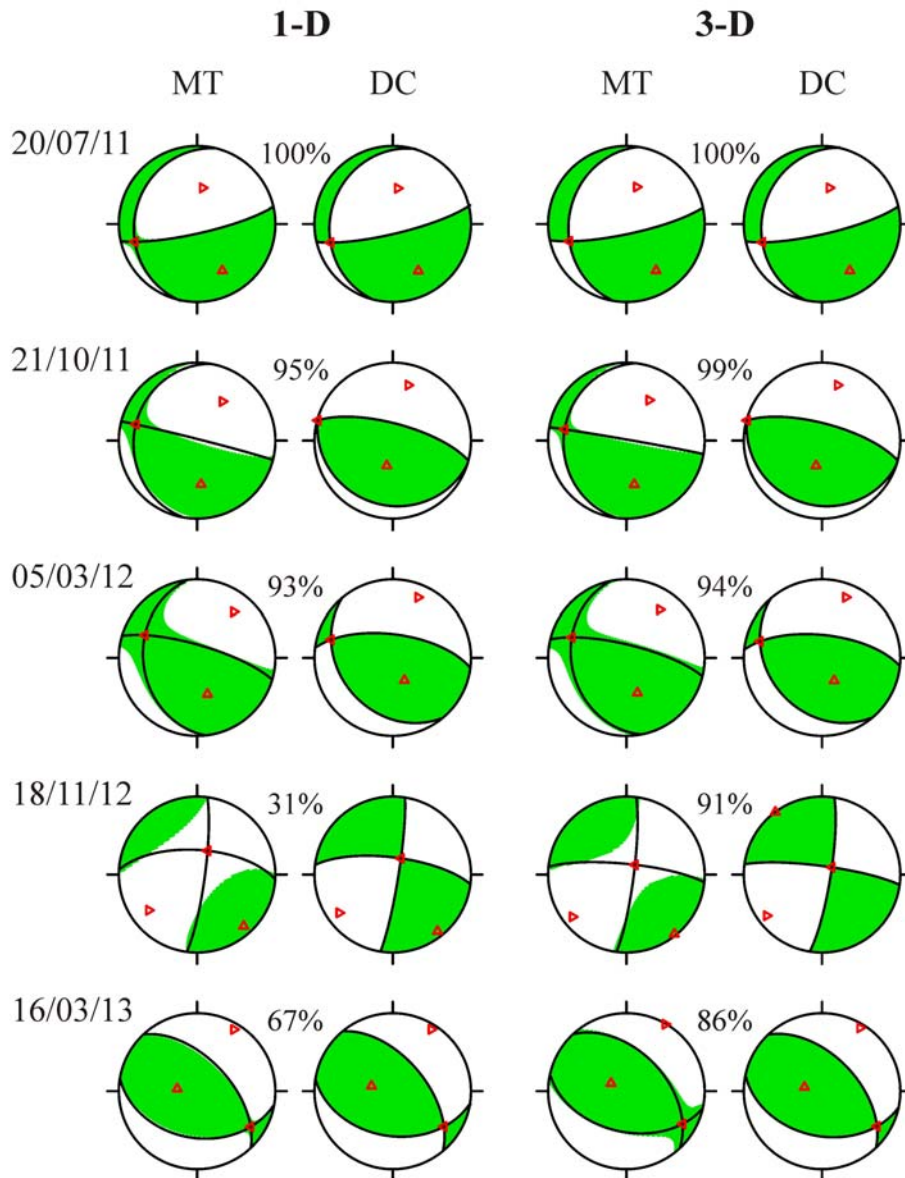 1-D 3-D
MT DC MT DC
20/07/11 100% 100%
21/10/11 95% 99%
05/03/12 93% 94%
18/11/12 31% 91%
16/03/13 67% 86%